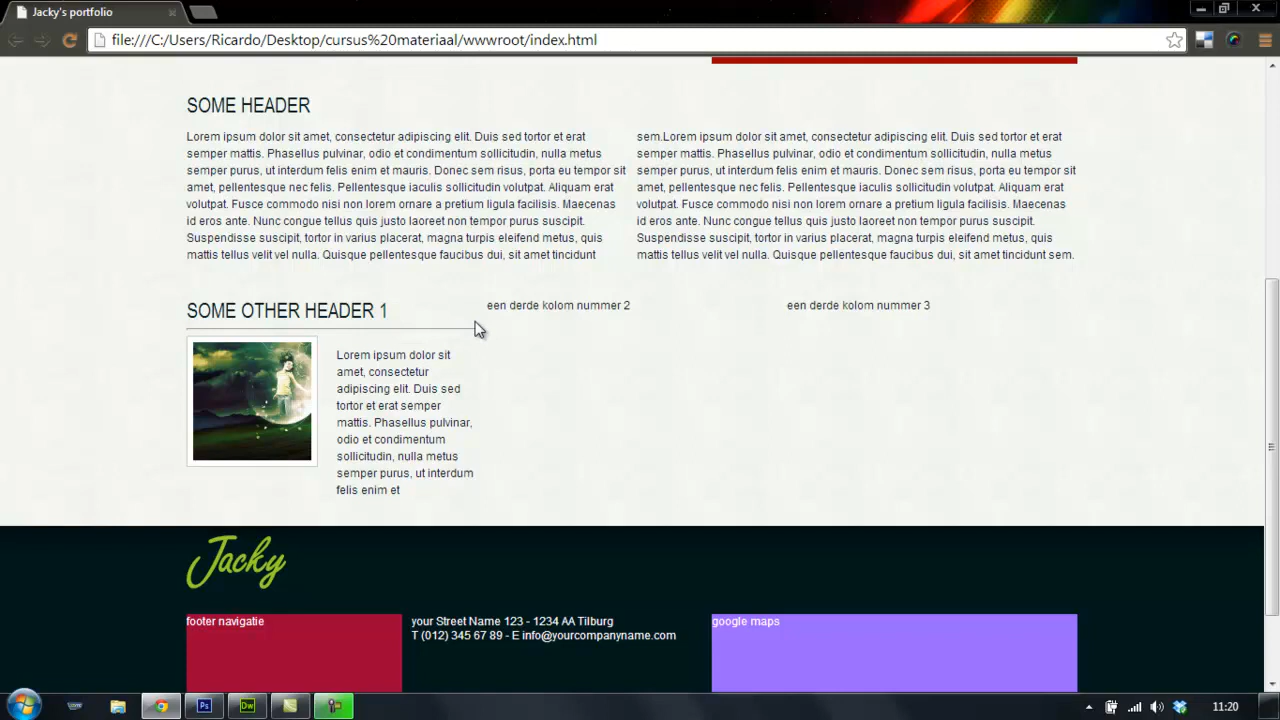 Jacky's portfolio
file:///C:/Users/Ricardo/Desktop/cursus%20materiaal/wwwroot/index.html
SOME HEADER
Lorem ipsum dolor sit amet, consectetur adipiscing elit. Duis sed tortor et erat
semper mattis. Phasellus pulvinar, odio et condimentum sollicitudin, nulla metus
semper purus, ut interdum enim et mauris. Donec sem risus, porta eu tempor sit
amet, pellentesque nec felis. Pellentesque iaculis sollicitudin volutpat. Aliquam erat
volutpat. Fusce commodo nisi non lorem ornare a pretium ligula facilisis. Maecenas
id eros ante. Nunc congue tellus quis justo laoreet non tempor purus suscipit.
Suspendisse suscipit, tortor in varius placerat, magna turpis eleifend metus, quis
mattis tellus velit vel nulla. Quisque pellentesque faucibus dui, sit amet tincidunt
sem.Lorem ipsum dolor sit amet, consectetur adipiscing elit. Duis sed tortor et erat
semper mattis. Phasellus pulvinar, odio et condimentum sollicitudin, nulla metus
semper purus, ut interdum enim et mauris. Donec sem risus, porta eu tempor sit
amet, pellentesque nec felis. Pellentesque iaculis sollicitudin volutpat. Aliquam erat
volutpat. Fusce commodo nisi non lorem ornare a pretium ligula facilisis. Maecenas
id eros ante. Nunc congue tellus quis justo laoreet non tempor purus suscipit.
Suspendisse suscipit, tortor in varius placerat, magna turpis eleifend metus, quis
mattis tellus velit vel nulla. Quisque pellentesque faucibus dui, sit amet tincidunt sem.
SOME OTHER HEADER 1
Lorem ipsum dolor sit
amet, consectetur
adipiscing elit. Duis sed
tortor et erat semper
mattis. Phasellus pulvinar,
odio et condimentum
sollicitudin, nulla metus
semper purus, ut interdum
felis enim et
een derde kolom nummer 2
een derde kolom nummer 3
Jacky
footer navigatie
your Street Name 123 - 1234 AA Tilburg
T (012) 345 67 89 - E info@yourcompanyname.com
google maps
Ps
Dw
11:20